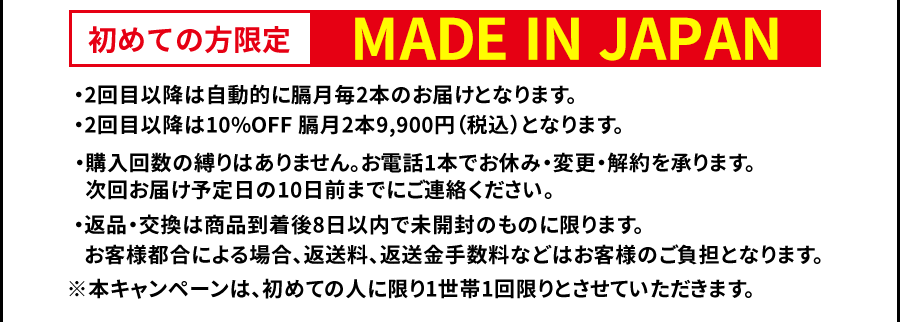 初めての方限定
MADE IN JAPAN
・2回目以降は自動的に隔月毎2本のお届けとなります。
・2回目以降は10%OFF 隔月2本9,900円（税込）となります。
・購入回数の縛りはありません。お電話1本でお休み・変更・解約を承ります。
次回お届け予定日の10日前までにご連絡ください。
・返品・交換は商品到着後8日以内で未開封のものに限ります。
お客様都合による場合、返送料、返送金手数料などはお客様のご負担となります。
※本キャンペーンは、初めての人に限り1世帯1回限りとさせていただきます。